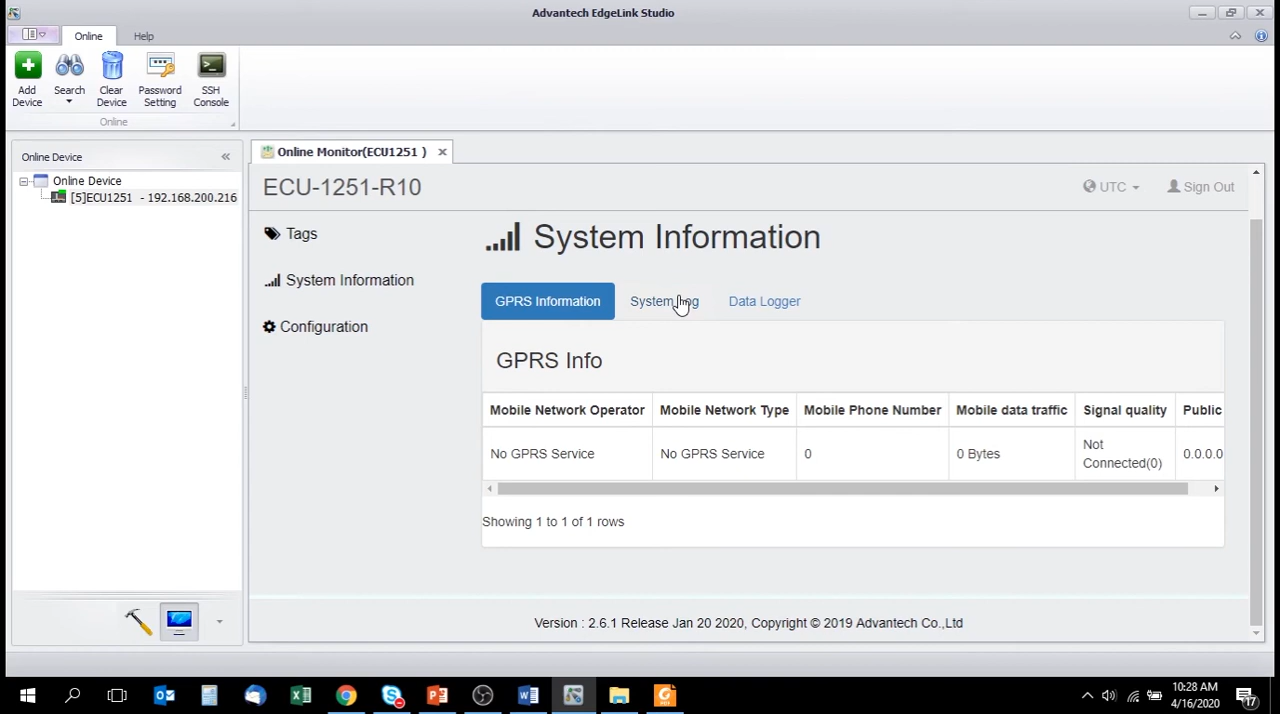 Advantech EdgeLink Studio
Online Help
Add Device
Search
Clear Device
Password Setting
SSH Console
Online
Online Device «
Online Monitor(ECU1251 )
Online Device
[5]ECU1251 - 192.168.200.216
ECU-1251-R10
UTC
Sign Out
Tags
System Information
Configuration
System Information
GPRS Information System Log Data Logger
GPRS Info
Mobile Network Operator Mobile Network Type Mobile Phone Number Mobile data traffic Signal quality Public
No GPRS Service No GPRS Service 0 0 Bytes Not Connected(0) 0.0.0.0
Showing 1 to 1 of 1 rows
Version : 2.6.1 Release Jan 20 2020, Copyright © 2019 Advantech Co.,Ltd
10:28 AM
4/16/2020
17